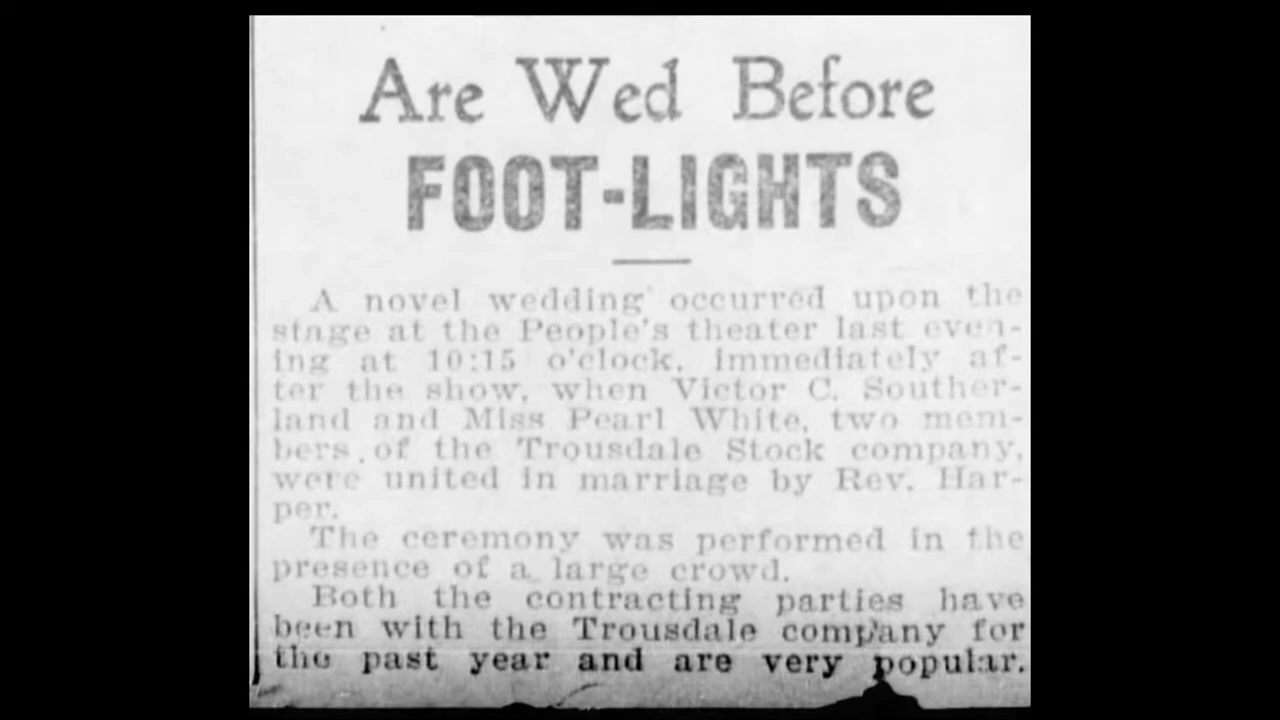 Are Wed Before
FOOT-LIGHTS
A novel wedding occurred upon the
stage at the People's theater last even-
ing at 10:15 o'clock, immediately af-
ter the show, when Victor C. Souther-
land and Miss Pearl White, two mem-
bers of the Trousdale Stock company,
were united in marriage by Rev. Har-
per.
The ceremony was performed in the
presence of a large crowd.
Both the contracting parties have
been with the Trousdale company for
the past year and are very popular.